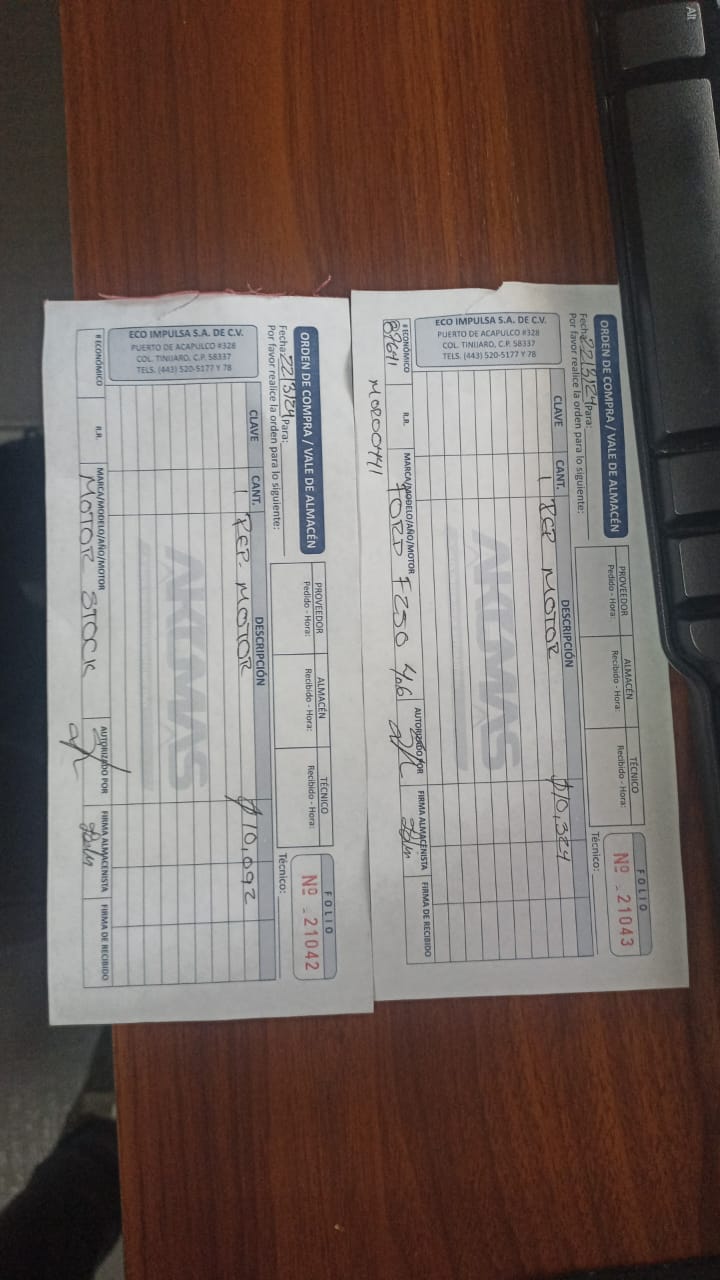 ORDEN DE COMPRA / VALE DE ALMACÉN
Fecha: 22/3/24 Para:
Por favor realice la orden para lo siguiente:
PROVEEDOR
Pedido - Hora:
ALMACÉN
Recibido - Hora:
TÉCNICO
Recibido - Hora:
FOLIO
Nº 21043
Técnico:
ECO IMPULSA S.A. DE C.V.
PUERTO DE ACAPULCO #328
COL. TINIJARO, C.P. 58337
TELS. (443) 520-5177 Y 78
CLAVE CANT. DESCRIPCIÓN
1 REP MOTOR $10,324
AKOMAS
# ECONÓMICO R.R. MARCA/MODELO/AÑO/MOTOR AUTORIZADO POR FIRMA ALMACENISTA FIRMA DE RECIBIDO
89641 FORD F250 4.6
MOR00441
ORDEN DE COMPRA / VALE DE ALMACÉN
Fecha: 22/3/24 Para:
Por favor realice la orden para lo siguiente:
PROVEEDOR
Pedido - Hora:
ALMACÉN
Recibido - Hora:
TÉCNICO
Recibido - Hora:
FOLIO
Nº 21042
Técnico:
ECO IMPULSA S.A. DE C.V.
PUERTO DE ACAPULCO #328
COL. TINIJARO, C.P. 58337
TELS. (443) 520-5177 Y 78
CLAVE CANT. DESCRIPCIÓN
1 REP. MOTOR $10,092
AKOMAS
# ECONÓMICO R.R. MARCA/MODELO/AÑO/MOTOR AUTORIZADO POR FIRMA ALMACENISTA FIRMA DE RECIBIDO
MOTOR STOCK
Alt